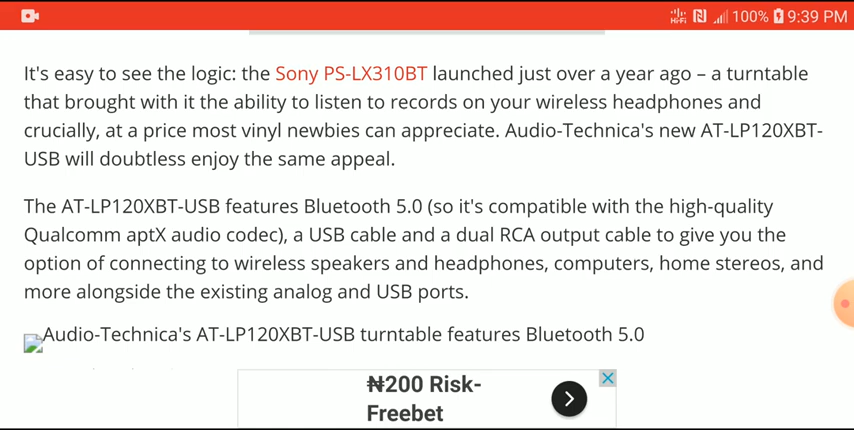 HiFi 100% 9:39 PM
It's easy to see the logic: the Sony PS-LX310BT launched just over a year ago – a turntable
that brought with it the ability to listen to records on your wireless headphones and
crucially, at a price most vinyl newbies can appreciate. Audio-Technica's new AT-LP120XBT-
USB will doubtless enjoy the same appeal.
The AT-LP120XBT-USB features Bluetooth 5.0 (so it's compatible with the high-quality
Qualcomm aptX audio codec), a USB cable and a dual RCA output cable to give you the
option of connecting to wireless speakers and headphones, computers, home stereos, and
more alongside the existing analog and USB ports.
Audio-Technica's AT-LP120XBT-USB turntable features Bluetooth 5.0
₦200 Risk-
Freebet